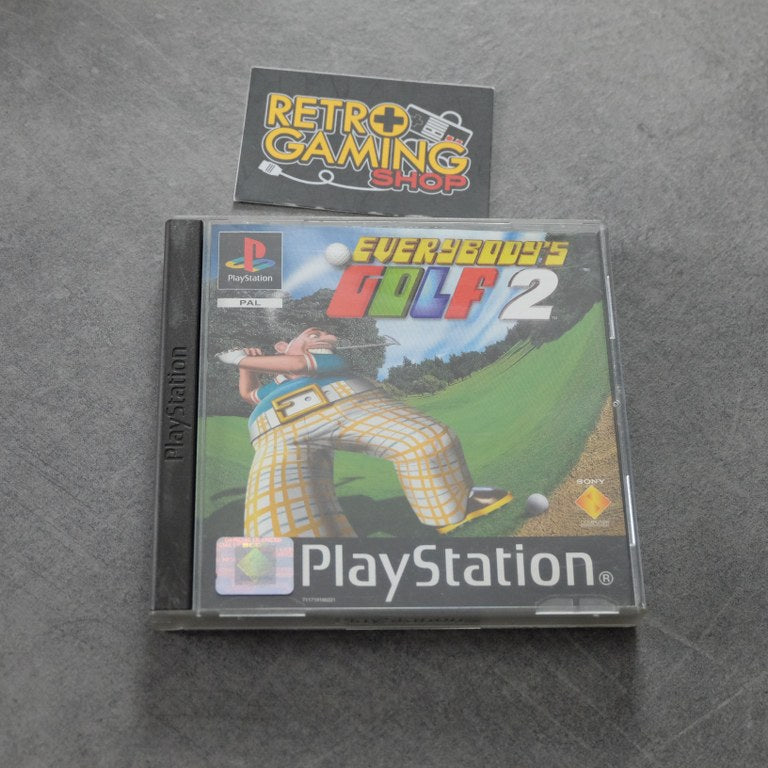 RETRO
GAMING
SHOP
PlayStation
PAL
EVERYBODY'S
GOLF 2
PlayStation
SONY
PlayStation®